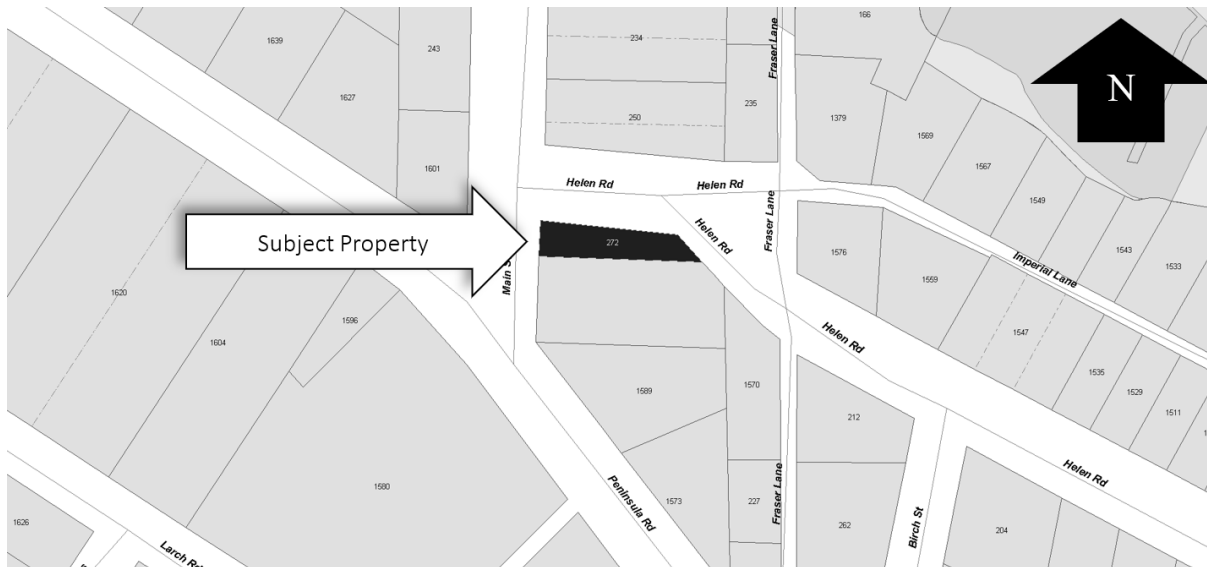 166
1639
243
234
Fraser Lane
N
1627
235
250
1379
1569
1567
1601
Helen Rd
Helen Rd
1549
Subject Property
272
Helen Rd
Fraser Lane
1576
1543
1533
Main S
1559
Imperial Lane
1620
1547
1596
1604
Helen Rd
1535
1589
1570
1529
1511
212
Helen Rd
1580
Peninsula Rd
1573
227
Fraser Lane
262
Birch St
1626
204
Larch Rd